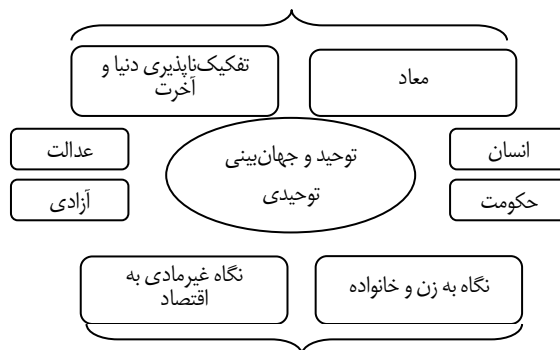 معاد
تفکیک‌ناپذیری دنیا و
آخرت
انسان
حکومت
توحید و جهان‌بینی
توحیدی
عدالت
آزادی
نگاه به زن و خانواده
نگاه غیرمادی به
اقتصاد